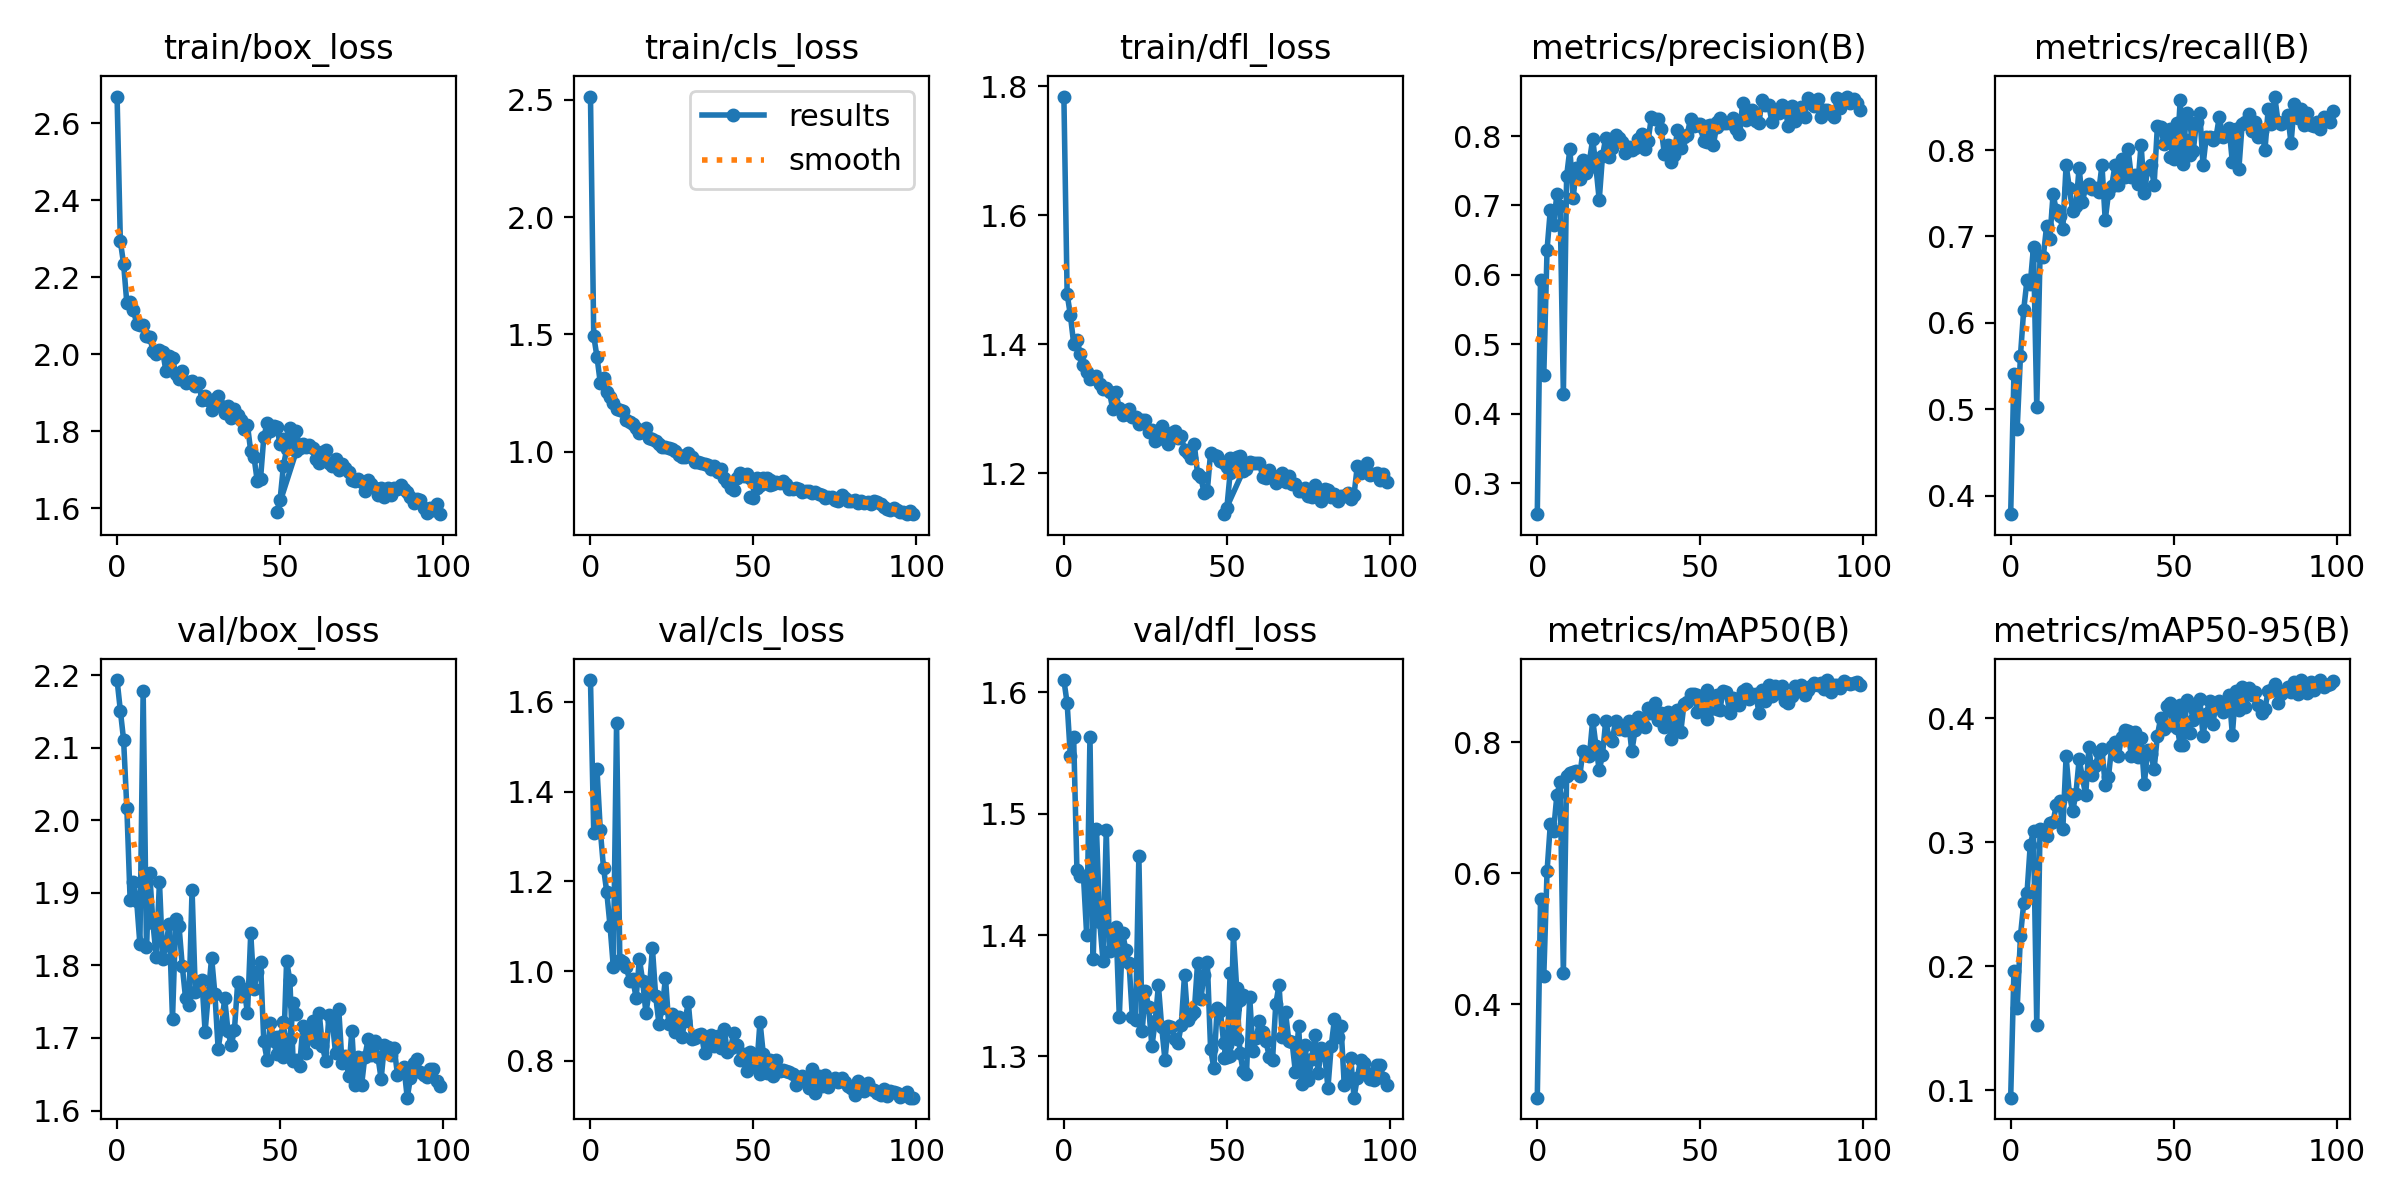 train/box_loss
2.6
2.4
2.2
2.0
1.8
1.6
0 50 100
train/cls_loss
results
smooth
2.5
2.0
1.5
1.0
0 50 100
train/dfl_loss
1.8
1.6
1.4
1.2
0 50 100
metrics/precision(B)
0.8
0.7
0.6
0.5
0.4
0.3
0 50 100
metrics/recall(B)
0.8
0.7
0.6
0.5
0.4
0 50 100
val/box_loss
2.2
2.1
2.0
1.9
1.8
1.7
1.6
0 50 100
val/cls_loss
1.6
1.4
1.2
1.0
0.8
0 50 100
val/dfl_loss
1.6
1.5
1.4
1.3
0 50 100
metrics/mAP50(B)
0.8
0.6
0.4
0 50 100
metrics/mAP50-95(B)
0.4
0.3
0.2
0.1
0 50 100